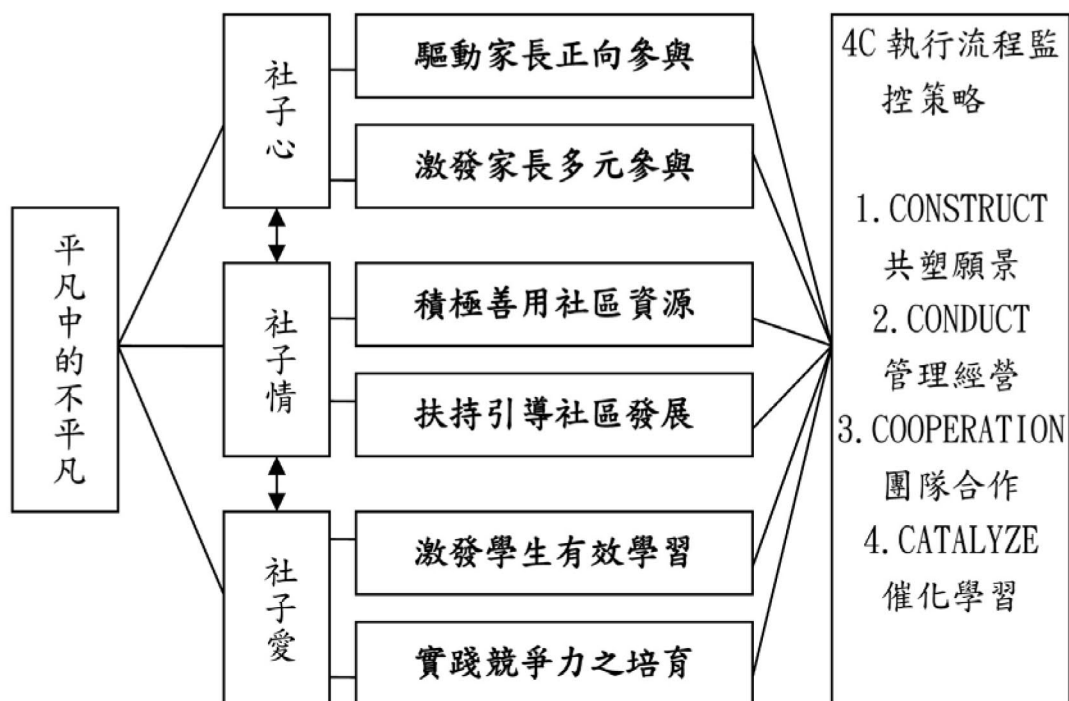 平凡中的不平凡
社子心
驅動家長正向參與
激發家長多元參與
社子情
積極善用社區資源
扶持引導社區發展
社子愛
激發學生有效學習
實踐競爭力之培育
4C 執行流程監
控策略
1. CONSTRUCT
共塑願景
2. CONDUCT
管理經營
3. COOPERATION
團隊合作
4. CATALYZE
催化學習